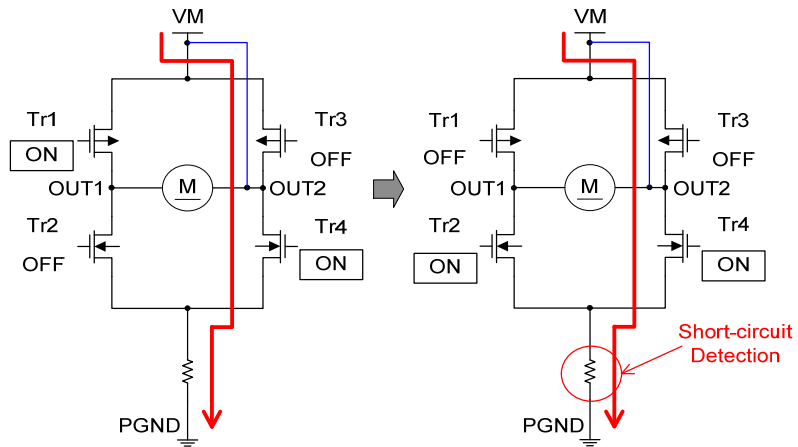 VM
Tr1
ON
Tr3
OFF
OUT1
M
OUT2
Tr2
OFF
Tr4
ON
PGND
VM
Tr1
OFF
Tr3
OFF
OUT1
M
OUT2
Tr2
ON
Tr4
ON
Short-circuit
Detection
PGND